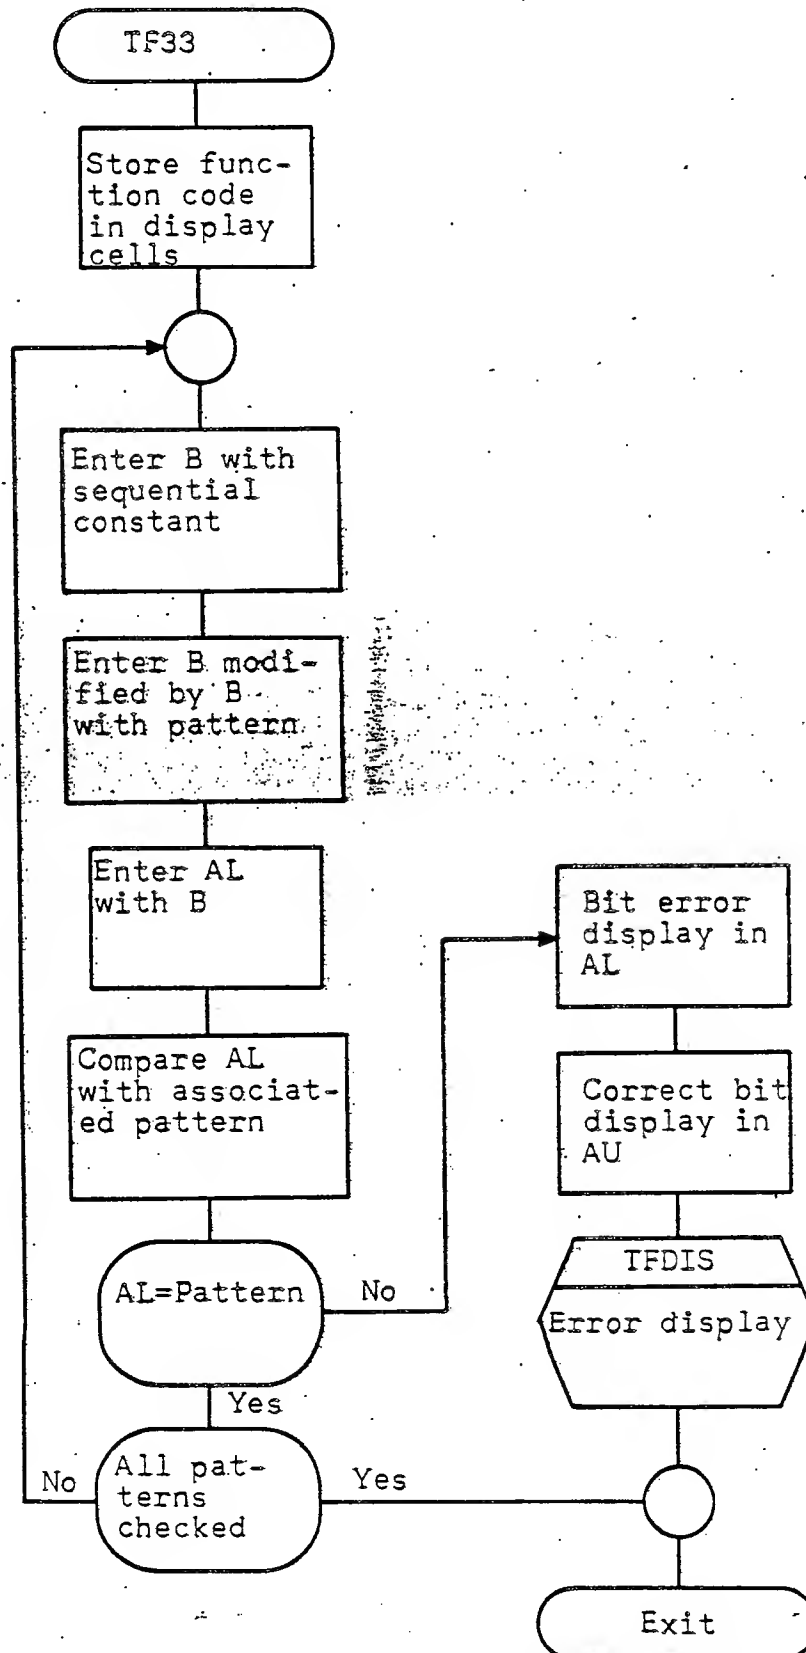 TF33
Store func-
tion code
in display
cells
Enter B with
sequential
constant
Enter B modi-
fied by B
with pattern
Enter AL
with B
Compare AL
with associat-
ed pattern
AL=Pattern
No
Yes
All pat-
terns
checked
No
Yes
Bit error
display in
AL
Correct bit
display in
AU
TFDIS
Error display
Exit